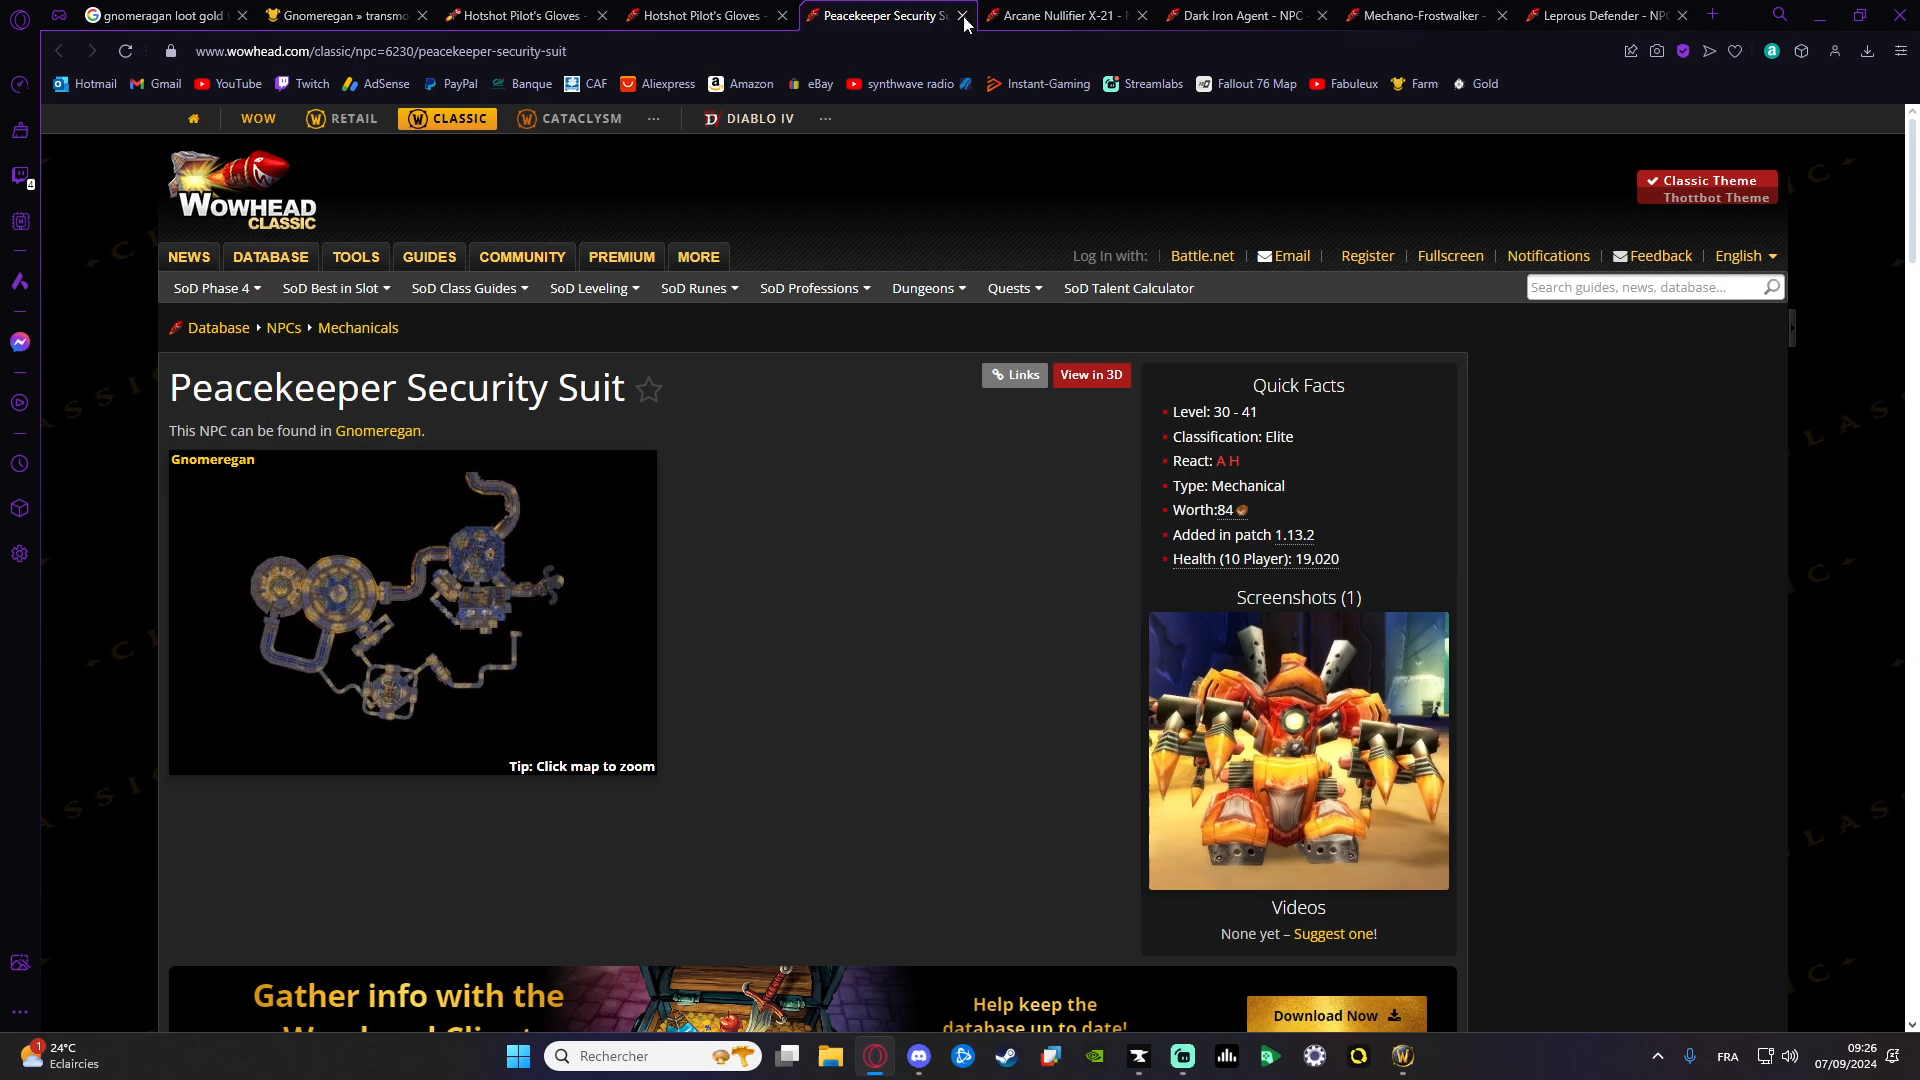 gnomeragan loot gold
Gnomeregan » transmo
Hotshot Pilot's Gloves -
Hotshot Pilot's Gloves -
Peacekeeper Security Su
Arcane Nullifier X-21 -
Dark Iron Agent - NPC
Mechano-Frostwalker -
Leprous Defender - NPC
www.wowhead.com/classic/npc=6230/peacekeeper-security-suit
Hotmail Gmail YouTube Twitch AdSense PayPal Banque CAF Aliexpress Amazon eBay synthwave radio Instant-Gaming Streamlabs Fallout 76 Map Fabuleux Farm Gold
WOW RETAIL CLASSIC CATACLYSM ... DIABLO IV ...
4
WOWHEAD
CLASSIC
Classic Theme
Thottbot Theme
NEWS DATABASE TOOLS GUIDES COMMUNITY PREMIUM MORE
Log In with: Battle.net Email Register Fullscreen Notifications Feedback English
SoD Phase 4 SoD Best in Slot SoD Class Guides SoD Leveling SoD Runes SoD Professions Dungeons Quests SoD Talent Calculator
Search guides, news, database...
Database NPCs Mechanicals
Peacekeeper Security Suit
Links
View in 3D
This NPC can be found in Gnomeregan.
Gnomeregan
Tip: Click map to zoom
Quick Facts
Level: 30 - 41
Classification: Elite
React: A H
Type: Mechanical
Worth:84
Added in patch 1.13.2
Health (10 Player): 19,020
Screenshots (1)
Videos
None yet – Suggest one!
Gather info with the
Help keep the
database up to date!
Download Now
1
24°C
Eclaircies
Rechercher
FRA
09:26
07/09/2024